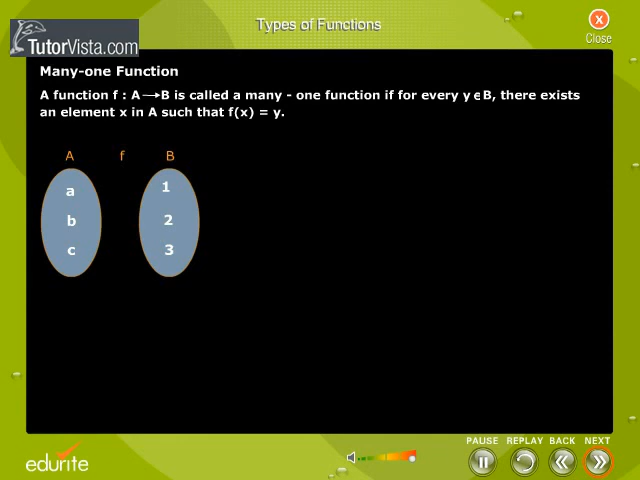 Types of Functions
Close
TutorVista.com
Many-one Function
A function f : A→B is called a many - one function if for every y ϵ B, there exists
an element x in A such that f(x) = y.
A f B
a 1
b 2
c 3
PAUSE REPLAY BACK NEXT
edurite